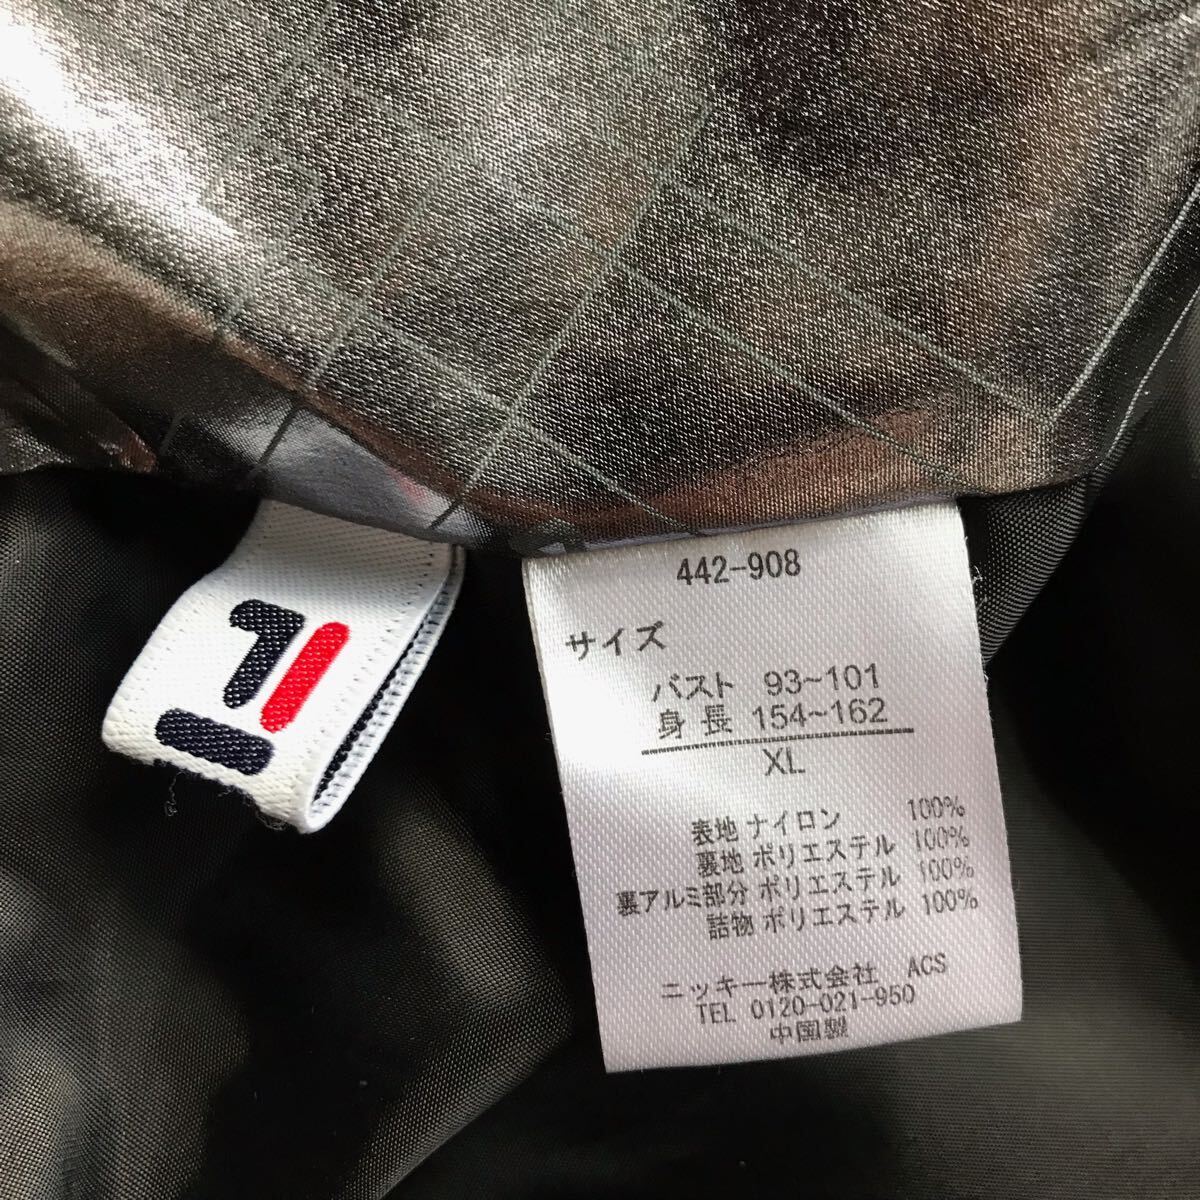 442-908
サイズ
バスト 93~101
身長 154~162
XL
表地 ナイロン 100%
裏地 ポリエステル 100%
裏アルミ部分 ポリエステル 100%
詰物 ポリエステル 100%
ニッキー株式会社 ACS
TEL 0120-021-950
中国製